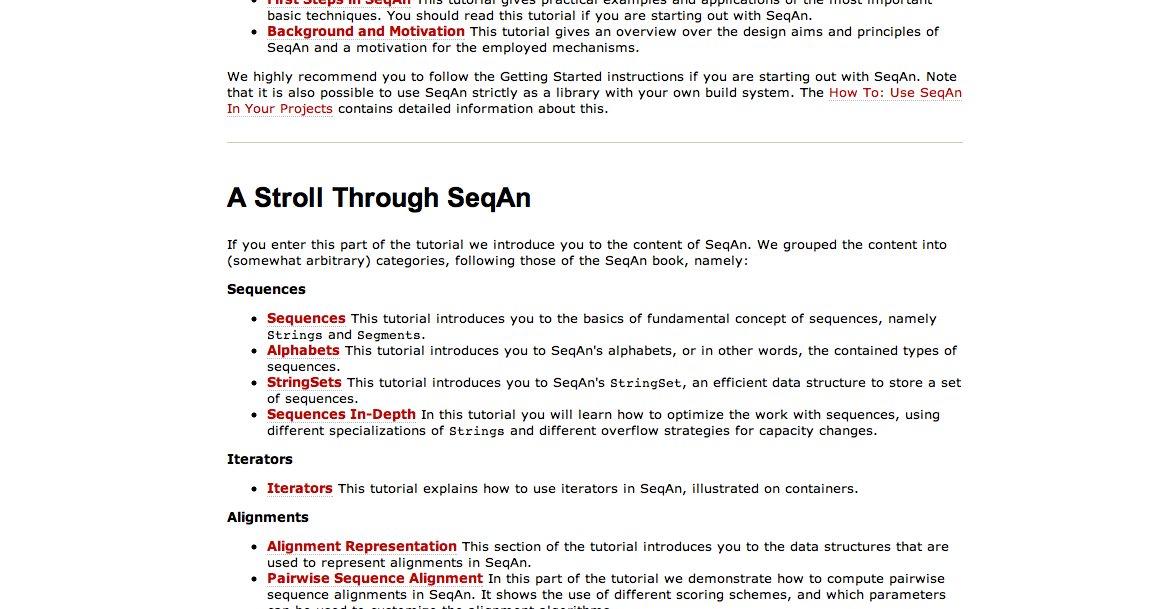 First Steps in SeqAn This tutorial gives practical examples and applications of the most important
basic techniques. You should read this tutorial if you are starting out with SeqAn.
Background and Motivation This tutorial gives an overview over the design aims and principles of
SeqAn and a motivation for the employed mechanisms.
We highly recommend you to follow the Getting Started instructions if you are starting out with SeqAn. Note
that it is also possible to use SeqAn strictly as a library with your own build system. The How To: Use SeqAn
In Your Projects contains detailed information about this.
A Stroll Through SeqAn
If you enter this part of the tutorial we introduce you to the content of SeqAn. We grouped the content into
(somewhat arbitrary) categories, following those of the SeqAn book, namely:
Sequences
Sequences This tutorial introduces you to the basics of fundamental concept of sequences, namely
Strings and Segments.
Alphabets This tutorial introduces you to SeqAn's alphabets, or in other words, the contained types of
sequences.
StringSets This tutorial introduces you to SeqAn's StringSet, an efficient data structure to store a set
of sequences.
Sequences In-Depth In this tutorial you will learn how to optimize the work with sequences, using
different specializations of Strings and different overflow strategies for capacity changes.
Iterators
Iterators This tutorial explains how to use iterators in SeqAn, illustrated on containers.
Alignments
Alignment Representation This section of the tutorial introduces you to the data structures that are
used to represent alignments in SeqAn.
Pairwise Sequence Alignment In this part of the tutorial we demonstrate how to compute pairwise
sequence alignments in SeqAn. It shows the use of different scoring schemes, and which parameters
can be used to customize the alignment algorithms.